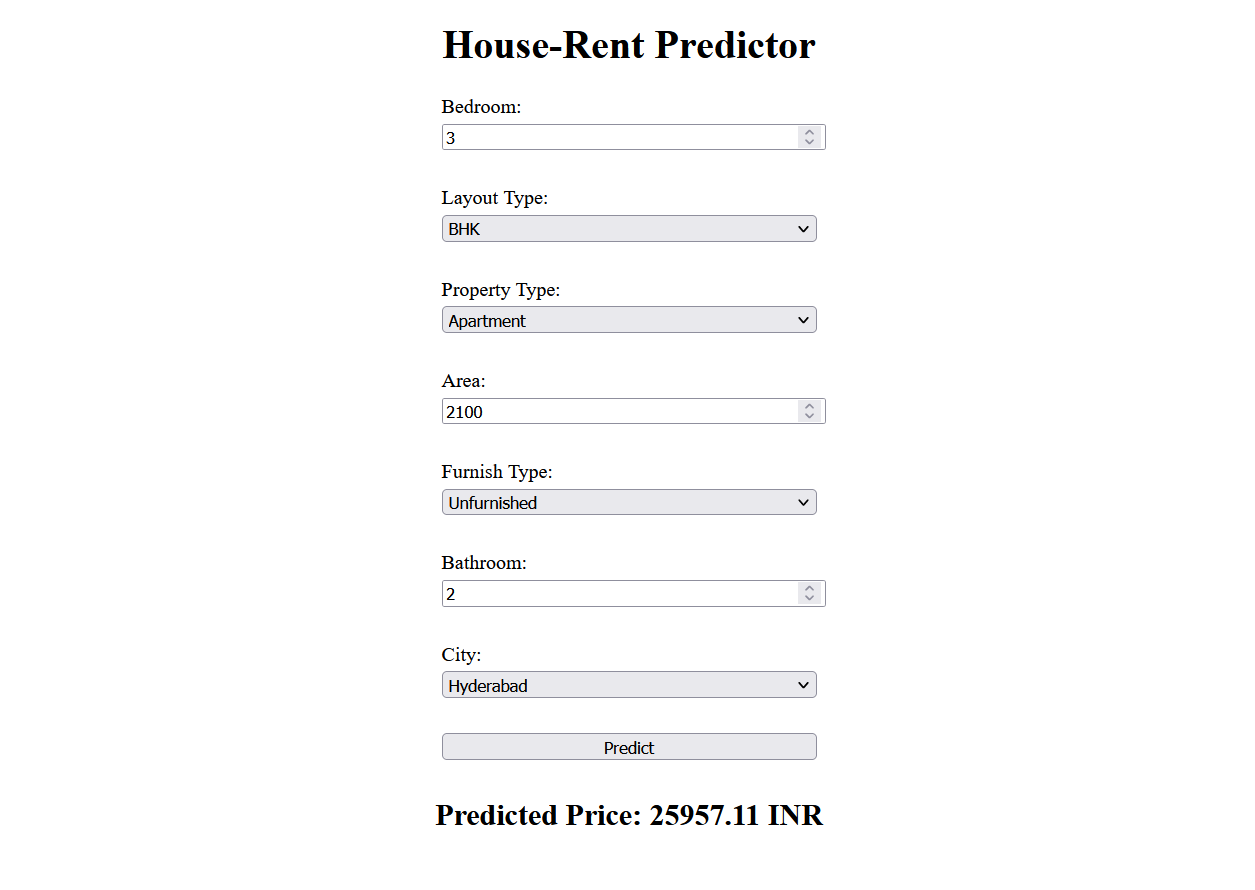 House-Rent Predictor
Bedroom:
3
Layout Type:
BHK
Property Type:
Apartment
Area:
2100
Furnish Type:
Unfurnished
Bathroom:
2
City:
Hyderabad
Predict
Predicted Price: 25957.11 INR